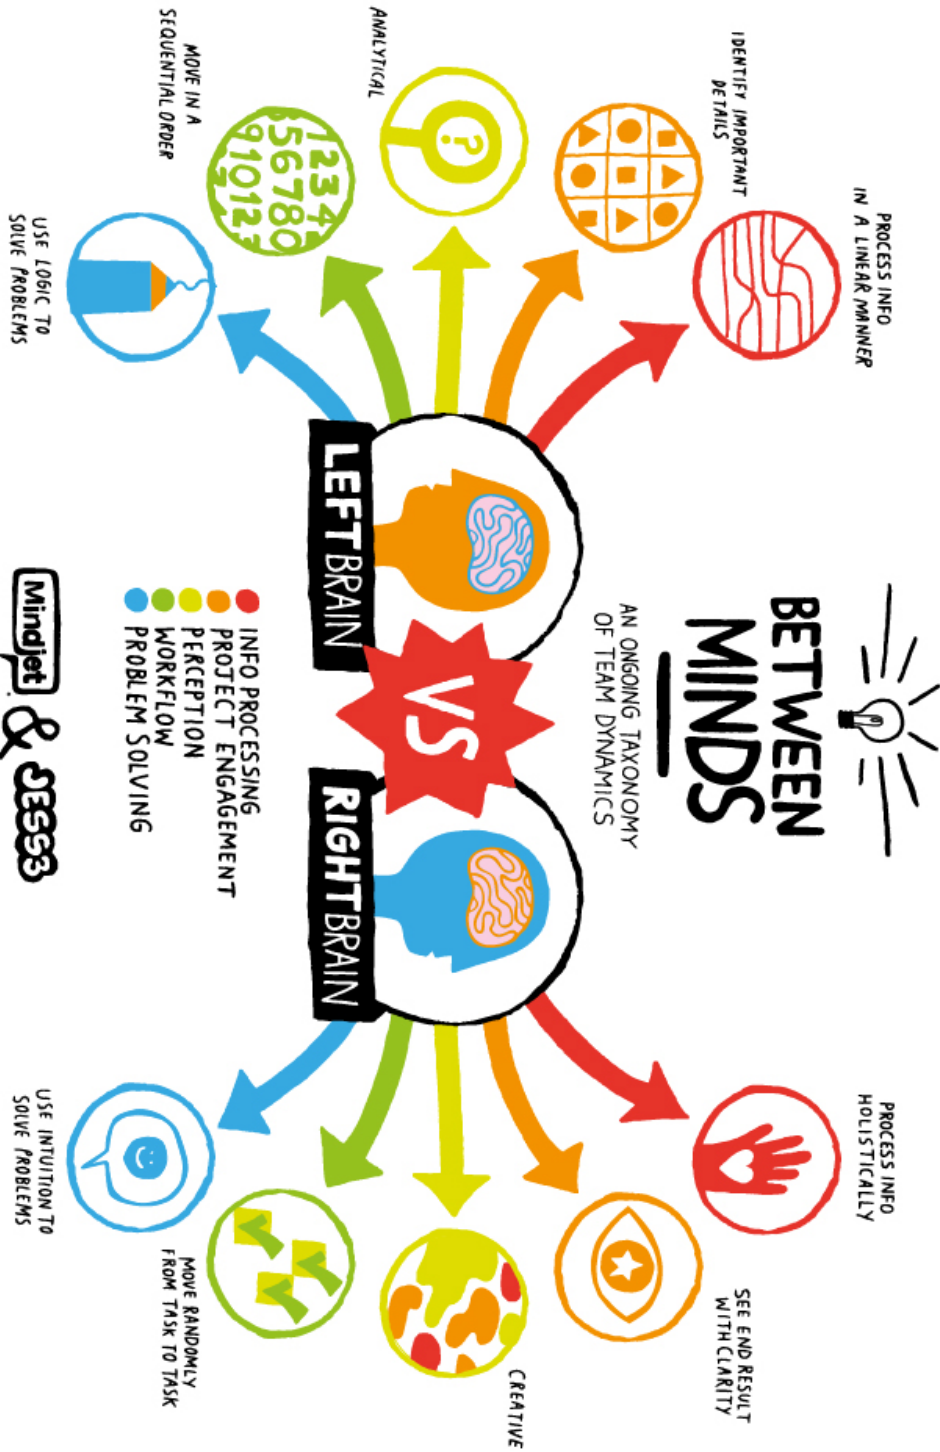 BETWEEN
MINDS
AN ONGOING TAXONOMY
OF TEAM DYNAMICS
PROCESS INFO
IN A LINEAR MANNER
IDENTIFY IMPORTANT
DETAILS
ANALYTICAL
?
MOVE IN A
SEQUENTIAL ORDER
1234
56780
91012
USE LOGIC TO
SOLVE PROBLEMS
LEFT BRAIN
VS
RIGHT BRAIN
PROCESS INFO
HOLISTICALLY
SEE END RESULT
WITH CLARITY
CREATIVE
MOVE RANDOMLY
FROM TASK TO TASK
USE INTUITION TO
SOLVE PROBLEMS
INFO PROCESSING
PROJECT ENGAGEMENT
PERCEPTION
WORKFLOW
PROBLEM SOLVING
Mindjet & JESS3